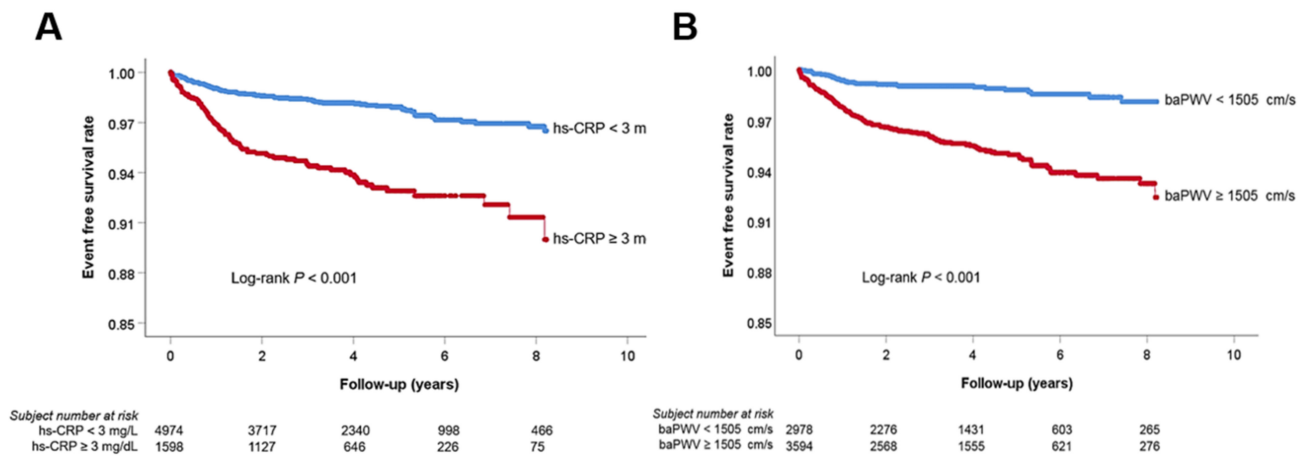 A
Event free survival rate
1.00
0.97
0.94
0.91
0.88
0.85
hs-CRP < 3 m
hs-CRP ≥ 3 m
Log-rank P < 0.001
0 2 4 6 8 10
Follow-up (years)
Subject number at risk
hs-CRP < 3 mg/L 4974 3717 2340 998 466
hs-CRP ≥ 3 mg/dL 1598 1127 646 226 75
B
Event free survival rate
1.00
0.97
0.94
0.91
0.88
0.85
baPWV < 1505 cm/s
baPWV ≥ 1505 cm/s
Log-rank P < 0.001
0 2 4 6 8 10
Follow-up (years)
Subject number at risk
baPWV < 1505 cm/s 2978 2276 1431 603 265
baPWV ≥ 1505 cm/s 3594 2568 1555 621 276